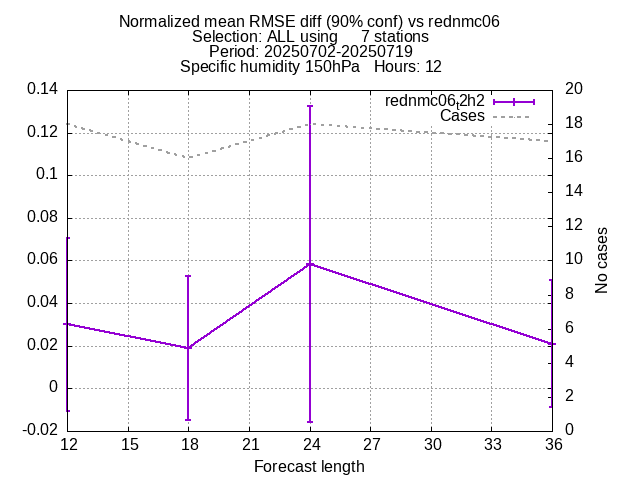 Normalized mean RMSE diff (90% conf) vs rednmc06
Selection: ALL using 7 stations
Period: 20250702-20250719
Specific humidity 150hPa Hours: 12
0.14
0.12
0.1
0.08
0.06
0.04
0.02
0
-0.02
20
18
16
14
12
10
8
6
4
2
0
rednmc06,t2h2
Cases
No cases
12 15 18 21 24 27 30 33 36
Forecast length